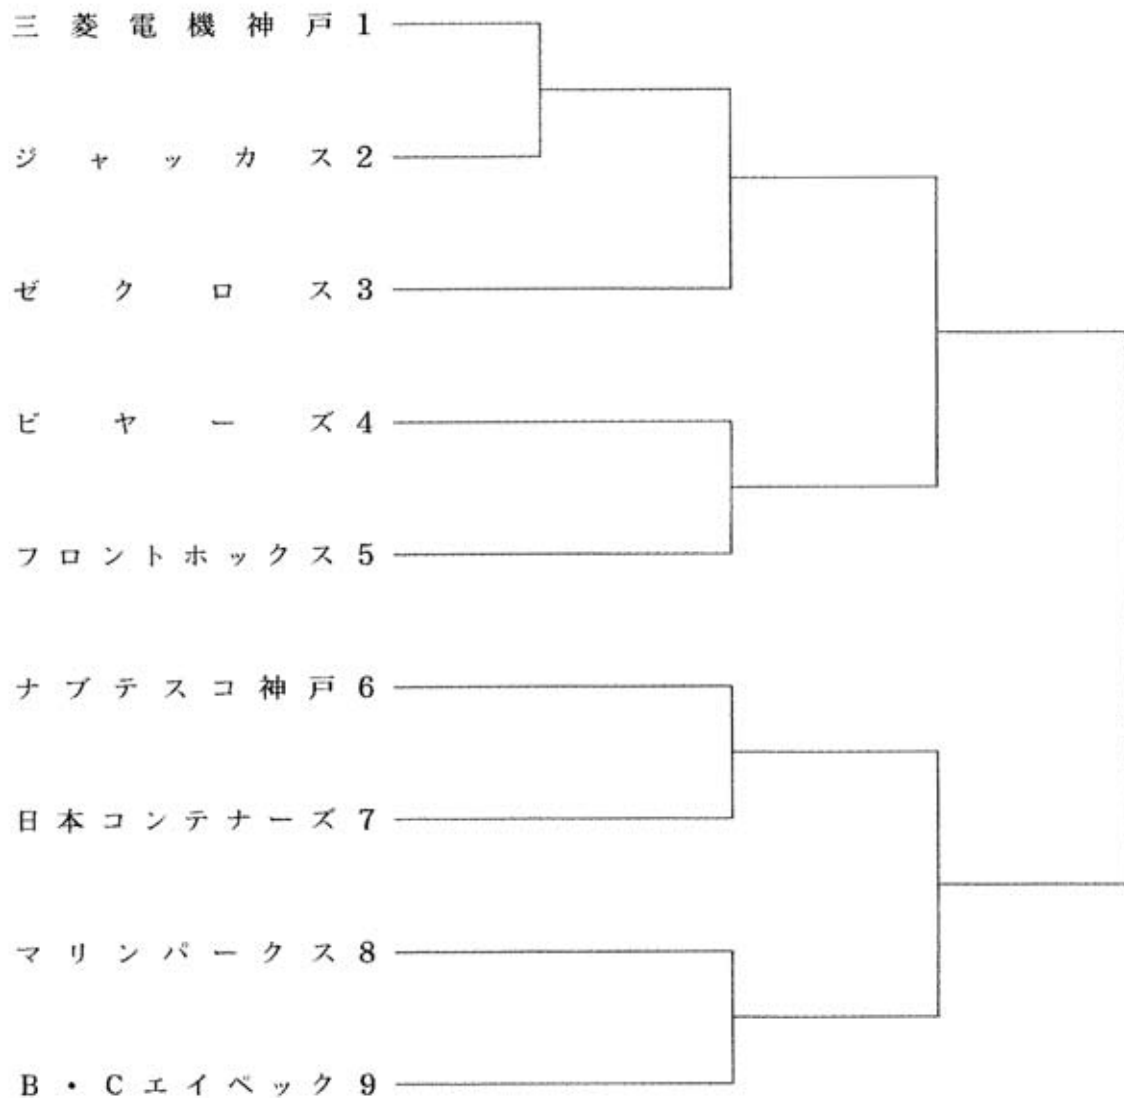 三菱電機神戸 1
ジャッカス 2
ゼクロス 3
ビヤーズ 4
フロントホックス 5
ナブテスコ神戸 6
日本コンテナーズ 7
マリンパークス 8
B・Cエイベック 9